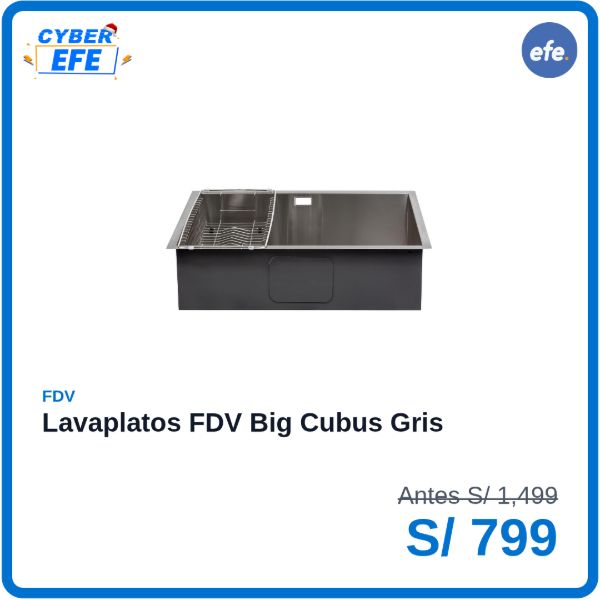 CYBER
EFE
efe.
FDV
Lavaplatos FDV Big Cubus Gris
Antes S/ 1,499
S/ 799